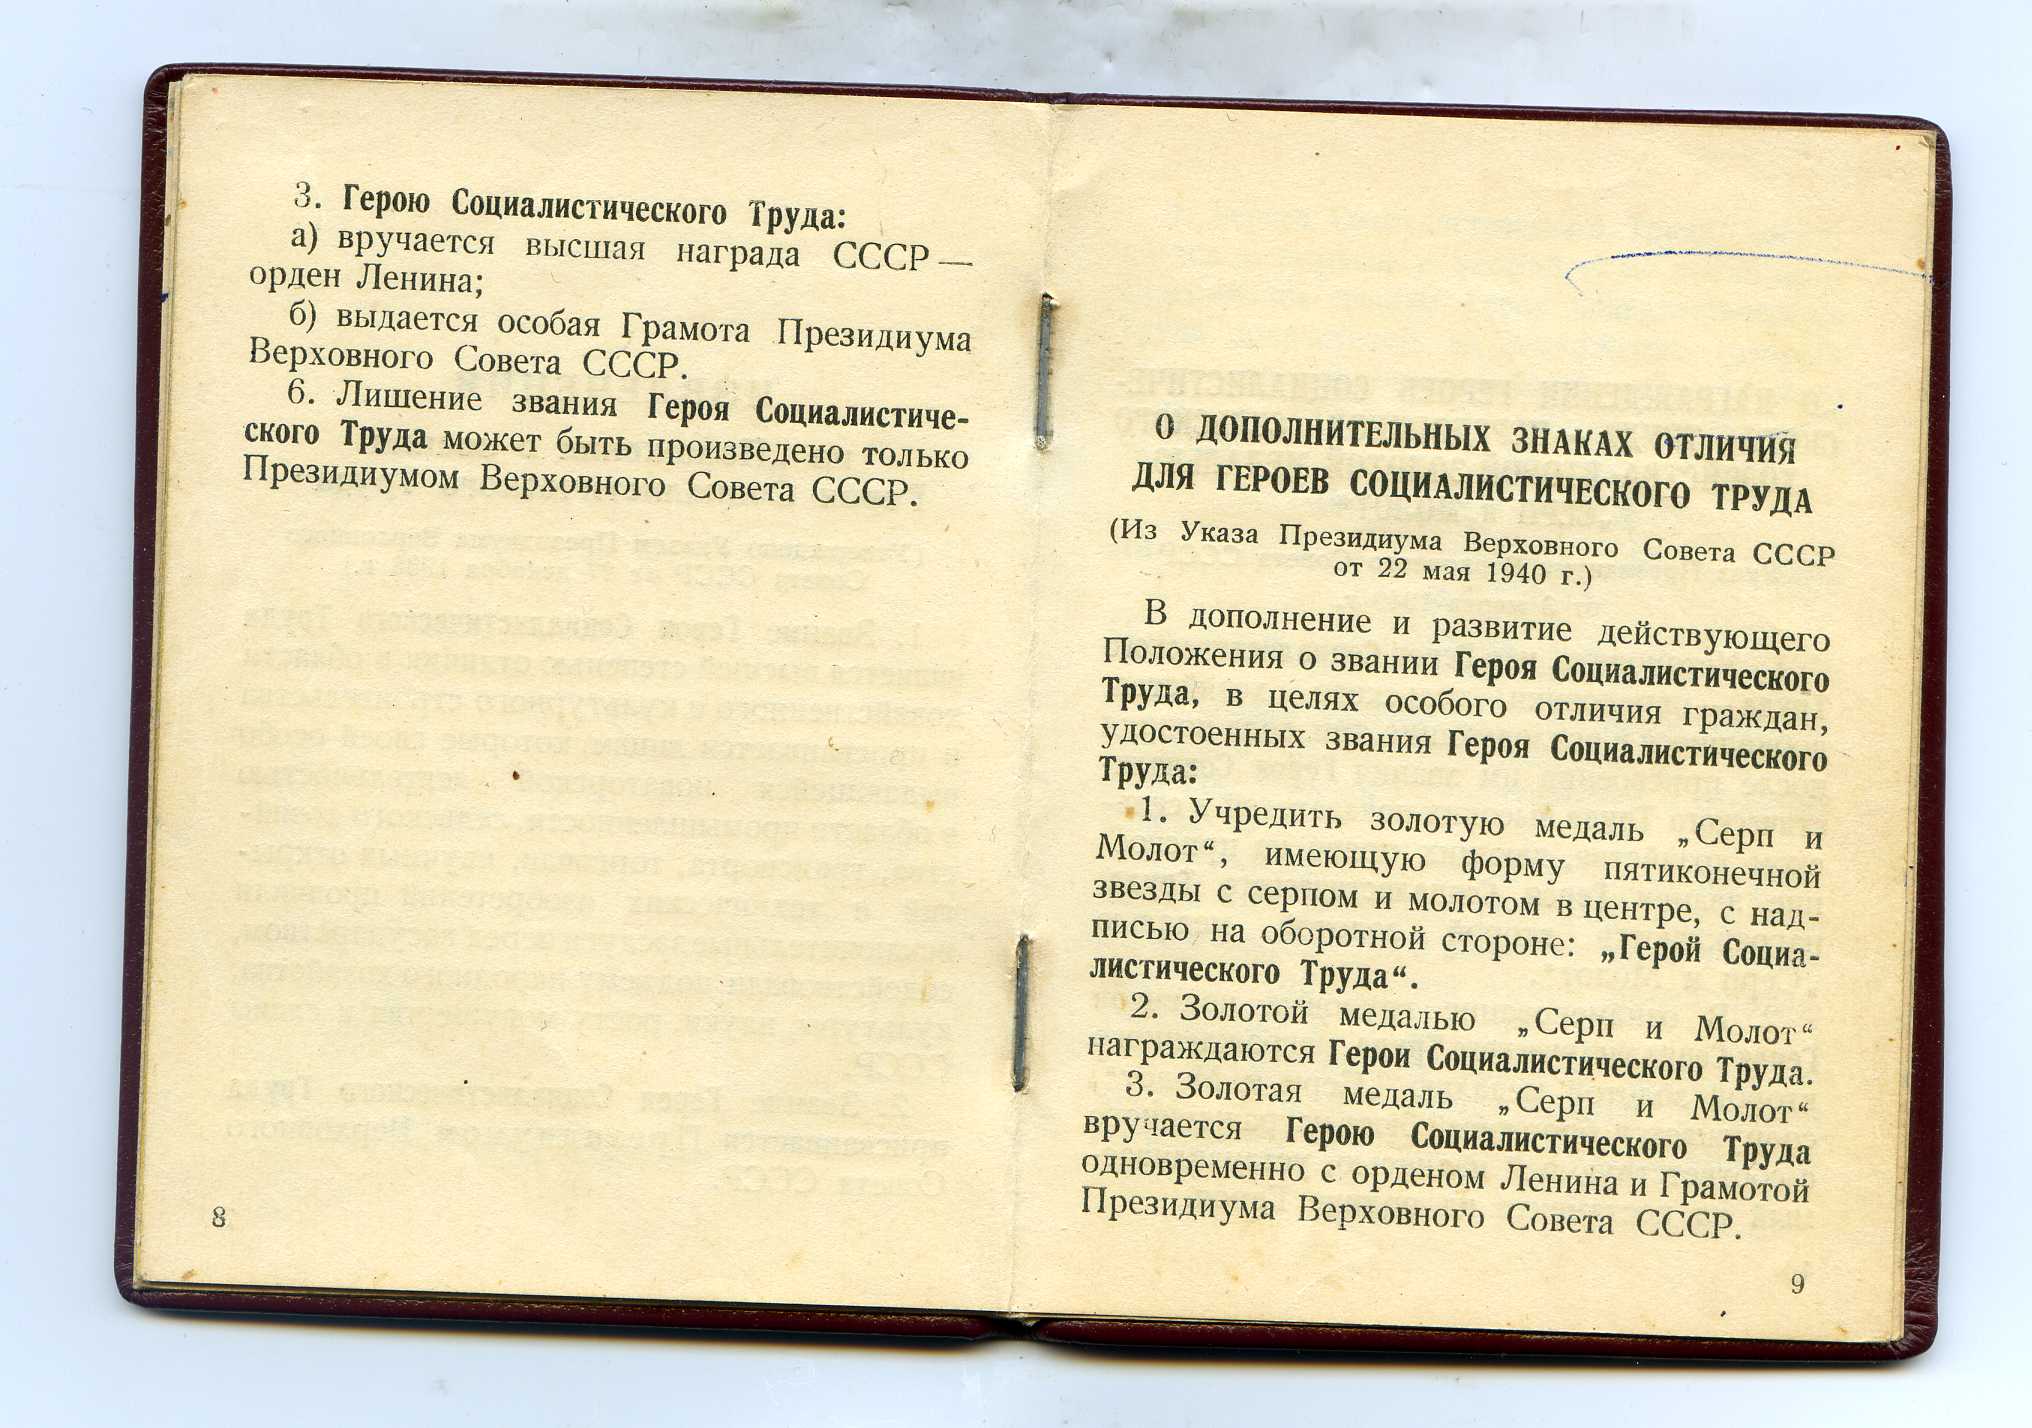 3. Герою Социалистического Труда:
а) вручается высшая награда СССР —
орден Ленина;
б) выдается особая Грамота Президиума
Верховного Совета СССР.
6. Лишение звания Героя Социалистиче-
ского Труда может быть произведено только
Президиумом Верховного Совета СССР.
8
О ДОПОЛНИТЕЛЬНЫХ ЗНАКАХ ОТЛИЧИЯ
ДЛЯ ГЕРОЕВ СОЦИАЛИСТИЧЕСКОГО ТРУДА
(Из Указа Президиума Верховного Совета СССР
от 22 мая 1940 г.)
В дополнение и развитие действующего
Положения о звании Героя Социалистического
Труда, в целях особого отличия граждан,
удостоенных звания Героя Социалистического
Труда:
1. Учредить золотую медаль „Серп и
Молот“, имеющую форму пятиконечной
звезды с серпом и молотом в центре, с над-
писью на оборотной стороне: „Герой Социа-
листического Труда“.
2. Золотой медалью „Серп и Молот“
награждаются Герои Социалистического Труда.
3. Золотая медаль „Серп и Молот“
вручается Герою Социалистического Труда
одновременно с орденом Ленина и Грамотой
Президиума Верховного Совета СССР.
9